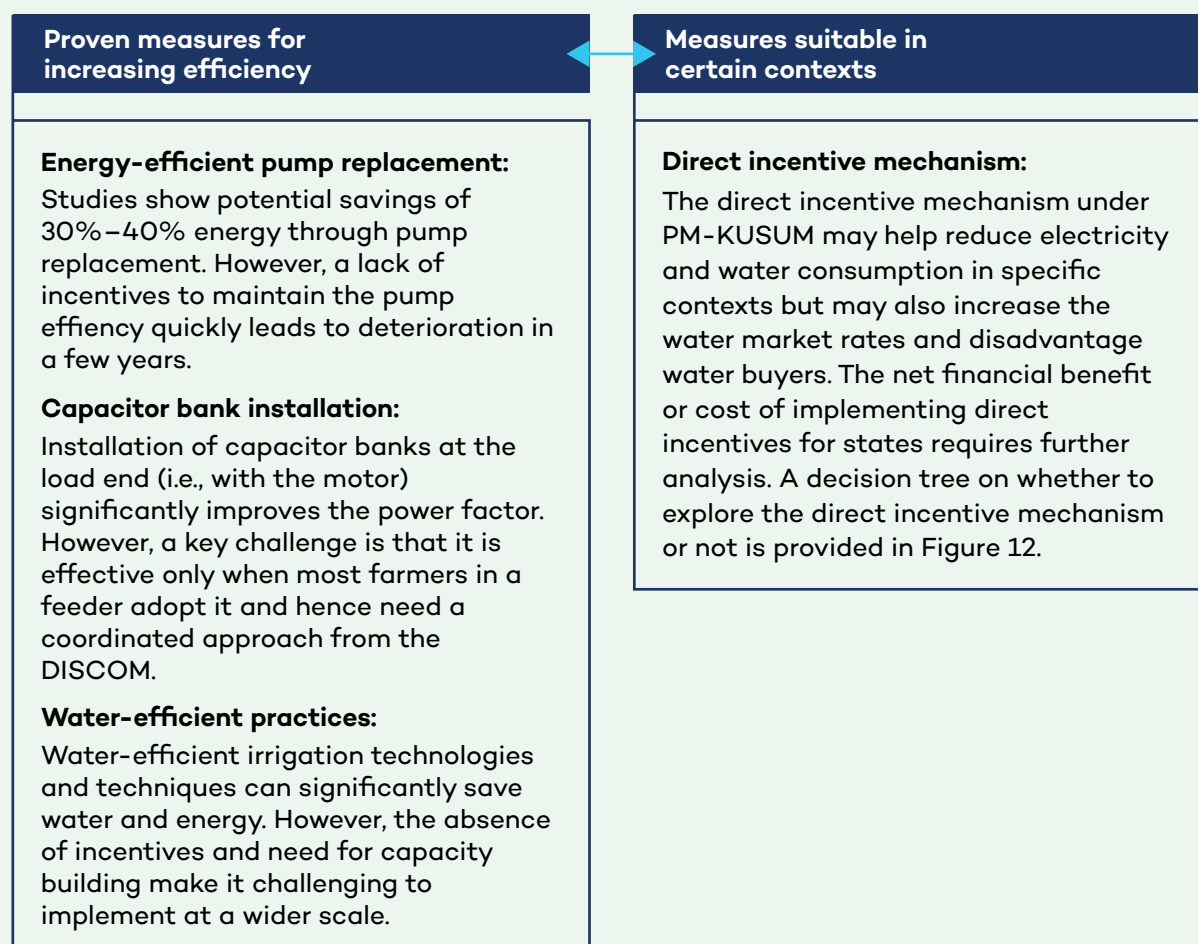 Proven measures for
increasing efficiency
Energy-efficient pump replacement:
Studies show potential savings of
30%–40% energy through pump
replacement. However, a lack of
incentives to maintain the pump
effiency quickly leads to deterioration in
a few years.
Capacitor bank installation:
Installation of capacitor banks at the
load end (i.e., with the motor)
significantly improves the power factor.
However, a key challenge is that it is
effective only when most farmers in a
feeder adopt it and hence need a
coordinated approach from the
DISCOM.
Water-efficient practices:
Water-efficient irrigation technologies
and techniques can significantly save
water and energy. However, the absence
of incentives and need for capacity
building make it challenging to
implement at a wider scale.
Measures suitable in
certain contexts
Direct incentive mechanism:
The direct incentive mechanism under
PM-KUSUM may help reduce electricity
and water consumption in specific
contexts but may also increase the
water market rates and disadvantage
water buyers. The net financial benefit
or cost of implementing direct
incentives for states requires further
analysis. A decision tree on whether to
explore the direct incentive mechanism
or not is provided in Figure 12.